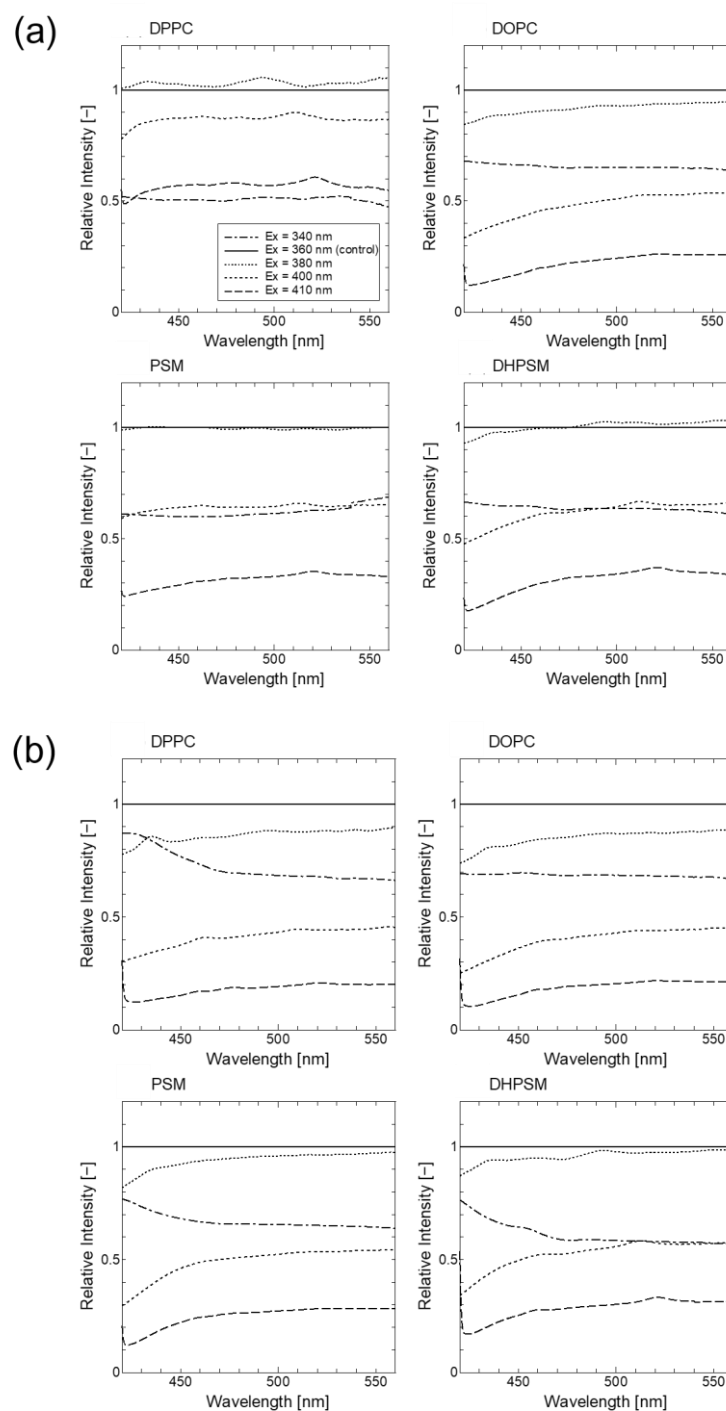 (a)
DPPC
DOPC
Relative Intensity [–]
1
0.5
0
Ex = 340 nm
Ex = 360 nm (control)
Ex = 380 nm
Ex = 400 nm
Ex = 410 nm
450
500
550
Wavelength [nm]
Relative Intensity [–]
1
0.5
0
450
500
550
Wavelength [nm]
PSM
DHPSM
Relative Intensity [–]
1
0.5
0
450
500
550
Wavelength [nm]
Relative Intensity [–]
1
0.5
0
450
500
550
Wavelength [nm]
(b)
DPPC
DOPC
Relative Intensity [–]
1
0.5
0
450
500
550
Wavelength [nm]
Relative Intensity [–]
1
0.5
0
450
500
550
Wavelength [nm]
PSM
DHPSM
Relative Intensity [–]
1
0.5
0
450
500
550
Wavelength [nm]
Relative Intensity [–]
1
0.5
0
450
500
550
Wavelength [nm]